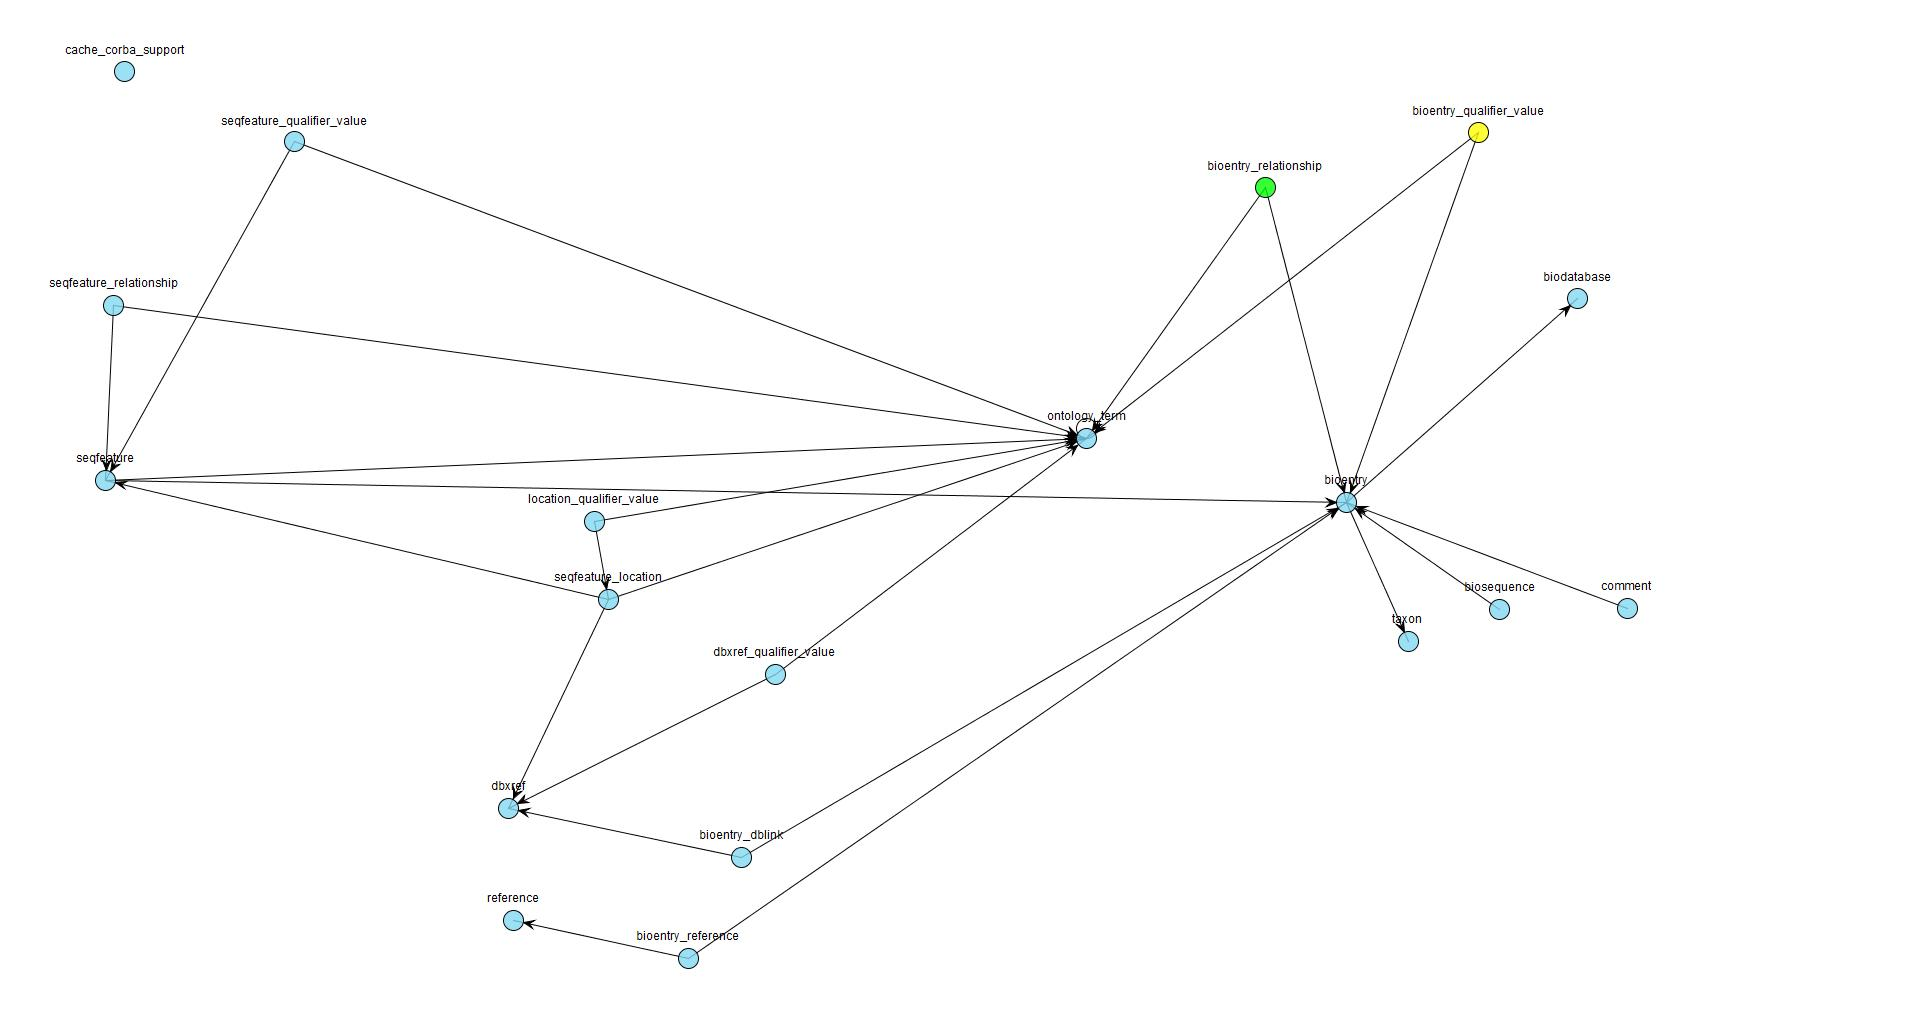 cache_corba_support
seqfeature_qualifier_value
bioentry_qualifier_value
bioentry_relationship
seqfeature_relationship
biodatabase
ontology_term
seqfeature
bioentry
location_qualifier_value
seqfeature_location
biosequence
comment
taxon
dbxref_qualifier_value
dbxref
bioentry_dblink
reference
bioentry_reference